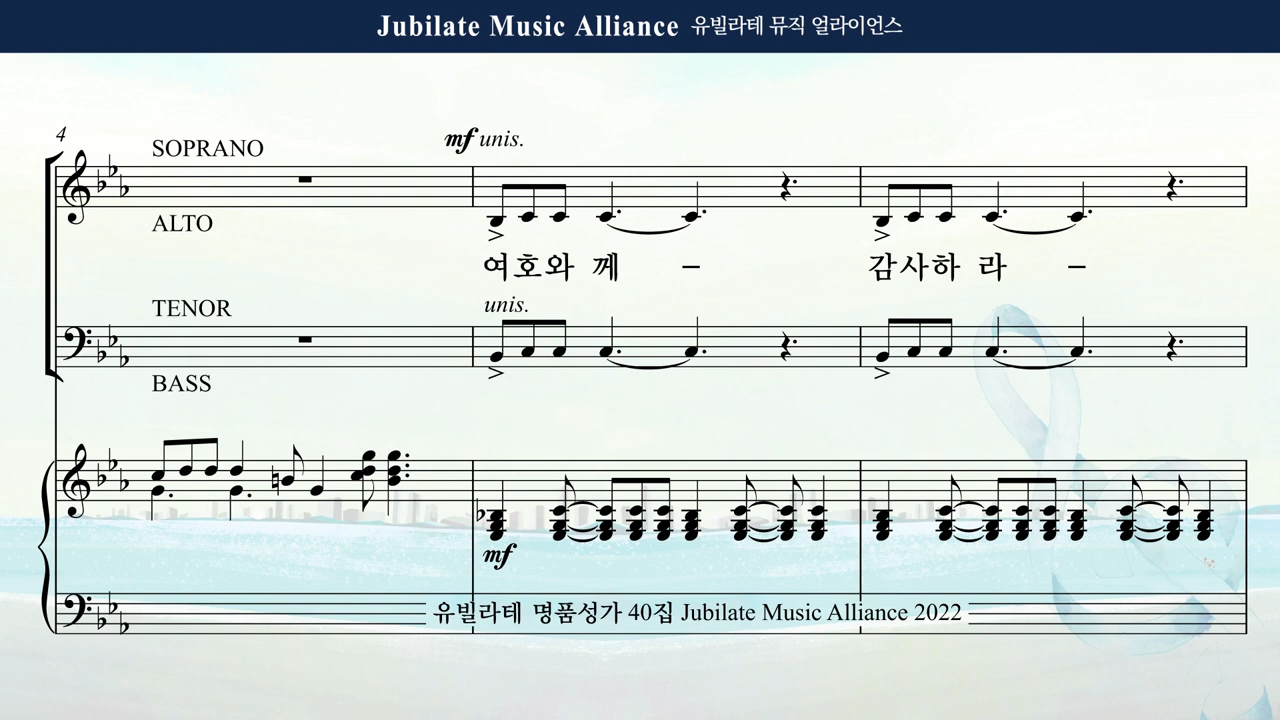 Jubilate Music Alliance 유빌라테 뮤직 얼라이언스
4
SOPRANO
mf unis.
ALTO
여호와 께 – 감사하 라 –
TENOR
unis.
BASS
mf
유빌라테 명품성가 40집 Jubilate Music Alliance 2022